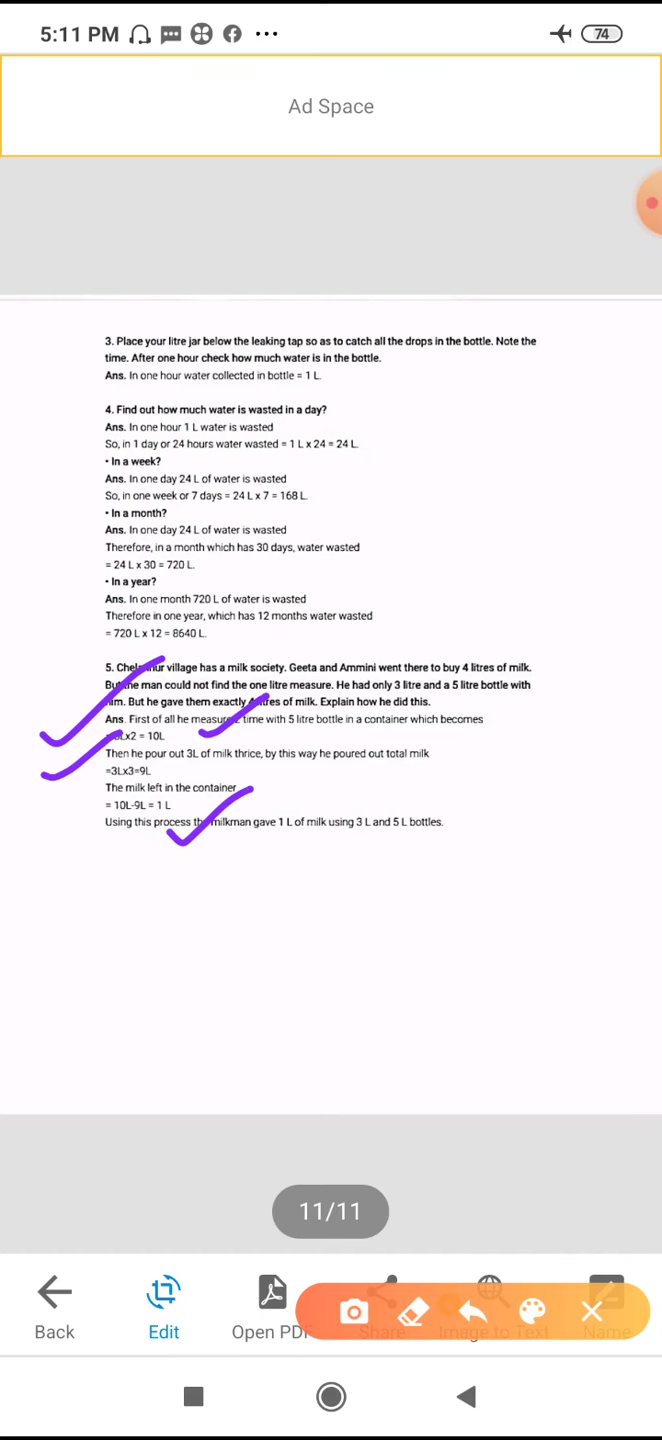 5:11 PM
74
Ad Space
3. Place your litre jar below the leaking tap so as to catch all the drops in the bottle. Note the
time. After one hour check how much water is in the bottle.
Ans. In one hour water collected in bottle = 1 L.
4. Find out how much water is wasted in a day?
Ans. In one hour 1 L water is wasted
So, in 1 day or 24 hours water wasted = 1 L x 24 = 24 L.
• In a week?
Ans. In one day 24 L of water is wasted
So, in one week or 7 days = 24 L x 7 = 168 L.
• In a month?
Ans. In one day 24 L of water is wasted
Therefore, in a month which has 30 days, water wasted
= 24 L x 30 = 720 L.
• In a year?
Ans. In one month 720 L of water is wasted
Therefore in one year, which has 12 months water wasted
= 720 L x 12 = 8640 L.
5. village has a milk society. Geeta and Ammini went there to buy 4 litres of milk.
But the man could not find the one litre measure. He had only 3 litre and a 5 litre bottle with
him. But he gave them exactly 4 litres of milk. Explain how he did this.
Ans. First of all he measure 2 time with 5 litre bottle in a container which becomes
=5Lx2 = 10L
Then he pour out 3L of milk thrice, by this way he poured out total milk
=3Lx3=9L
The milk left in the container
= 10L-9L = 1 L
Using this process the milkman gave 1 L of milk using 3 L and 5 L bottles.
11/11
Back Edit Open PDF Share Image to Text Name